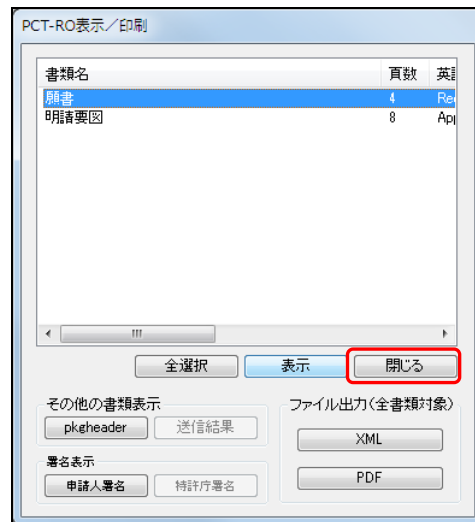 PCT-RO表示／印刷
書類名 頁数 英
願書 4 Re
明請要図 8 App
全選択 表示 閉じる
その他の書類表示 ファイル出力(全書類対象)
pkgheader 送信結果 XML
署名表示
申請人署名 特許庁署名 PDF